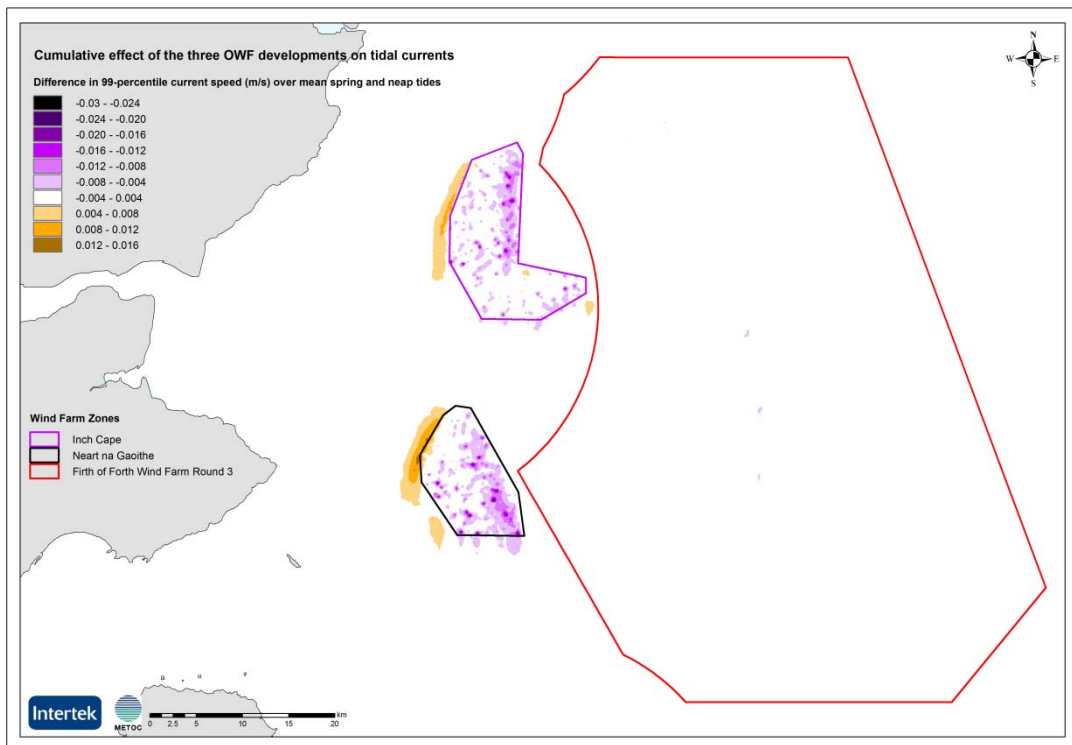 Cumulative effect of the three OWF developments on tidal currents
Difference in 99-percentile current speed (m/s) over mean spring and neap tides
-0.03 - -0.024
-0.024 - -0.020
-0.020 - -0.016
-0.016 - -0.012
-0.012 - -0.008
-0.008 - -0.004
-0.004 - 0.004
0.004 - 0.008
0.008 - 0.012
0.012 - 0.016
N
W E
S
Wind Farm Zones
Inch Cape
Neart na Gaoithe
Firth of Forth Wind Farm Round 3
Intertek
METOC
km
0 2.5 5 10 15 20